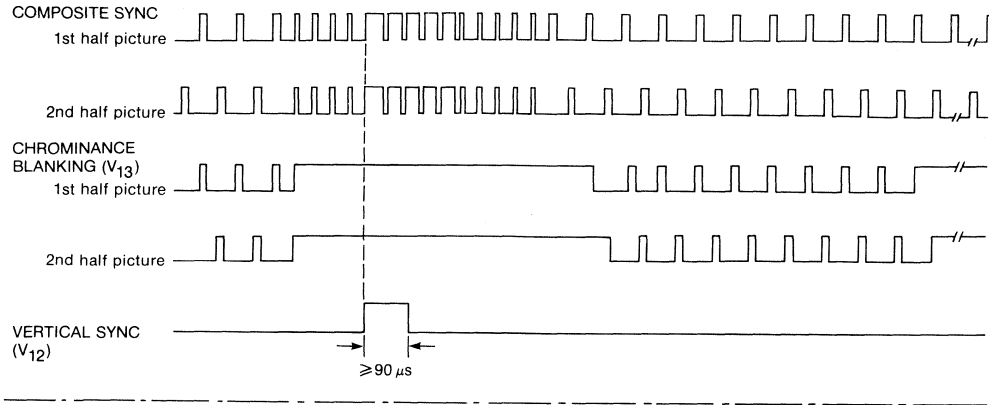 COMPOSITE SYNC
1st half picture
2nd half picture
CHROMINANCE
BLANKING (V13)
1st half picture
2nd half picture
VERTICAL SYNC
(V12)
≥90 μs